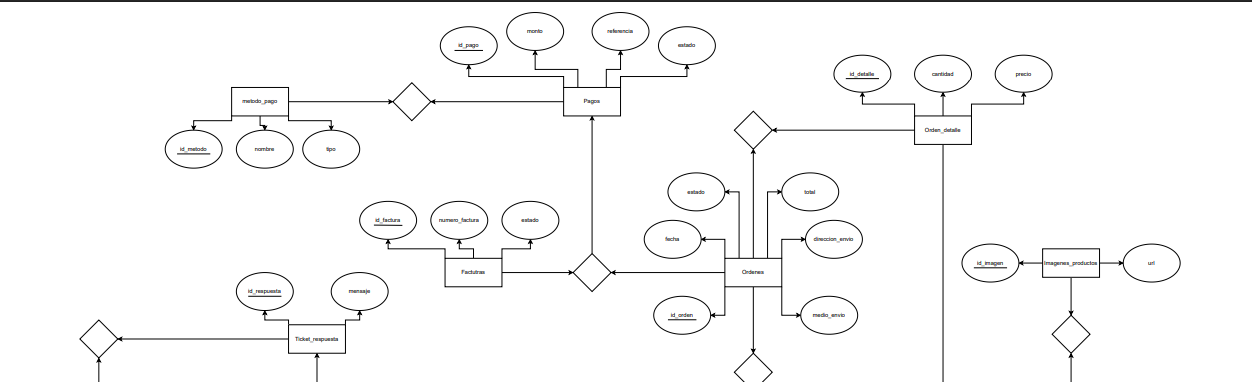 id_pago
monto
referencia
estado
metodo_pago
Pagos
id_metodo
nombre
tipo
id_detalle
cantidad
precio
Orden_detalle
estado
total
fecha
direccion_envio
Ordenes
id_orden
medio_envio
id_factura
numero_factura
estado
Factutras
id_imagen
Imagenes_productos
url
id_respuesta
mensaje
Ticket_respuesta